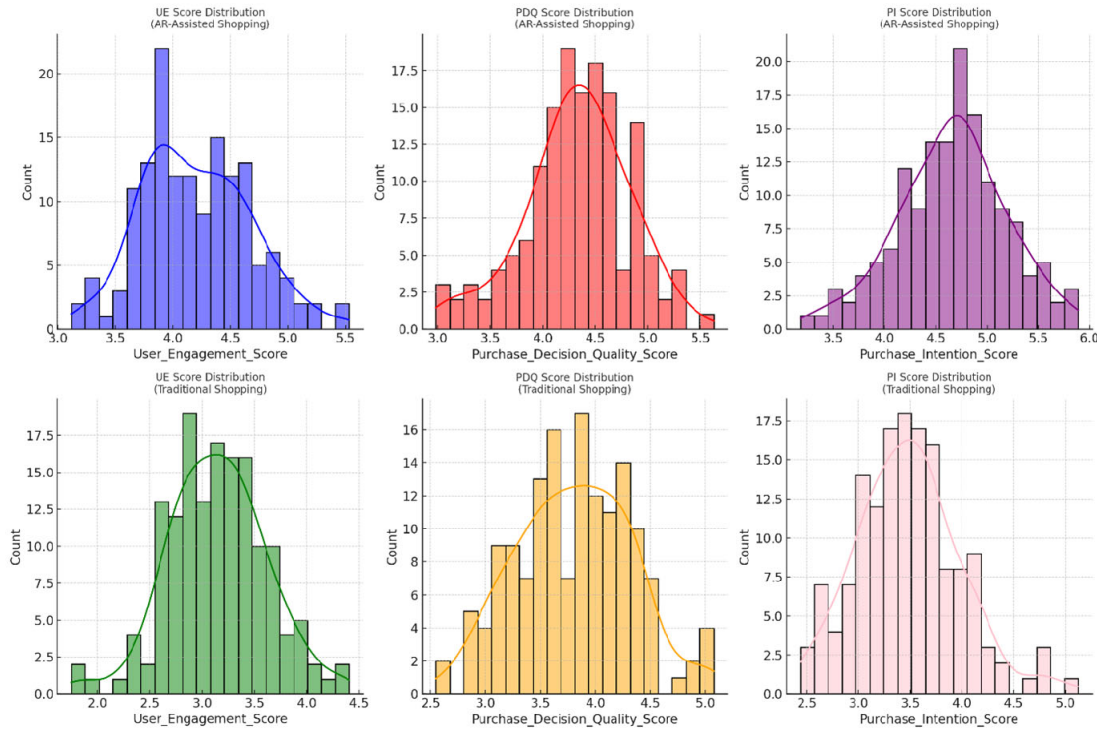 UE Score Distribution
(AR-Assisted Shopping)
20
15
10
5
0
Count
3.0 3.5 4.0 4.5 5.0 5.5
User_Engagement_Score
PDQ Score Distribution
(AR-Assisted Shopping)
17.5
15.0
12.5
10.0
7.5
5.0
2.5
0.0
Count
3.0 3.5 4.0 4.5 5.0 5.5
Purchase_Decision_Quality_Score
PI Score Distribution
(AR-Assisted Shopping)
20.0
17.5
15.0
12.5
10.0
7.5
5.0
2.5
0.0
Count
3.5 4.0 4.5 5.0 5.5 6.0
Purchase_Intention_Score
UE Score Distribution
(Traditional Shopping)
17.5
15.0
12.5
10.0
7.5
5.0
2.5
0.0
Count
2.0 2.5 3.0 3.5 4.0 4.5
User_Engagement_Score
PDQ Score Distribution
(Traditional Shopping)
16
14
12
10
8
6
4
2
0
Count
2.5 3.0 3.5 4.0 4.5 5.0
Purchase_Decision_Quality_Score
PI Score Distribution
(Traditional Shopping)
17.5
15.0
12.5
10.0
7.5
5.0
2.5
0.0
Count
2.5 3.0 3.5 4.0 4.5 5.0
Purchase_Intention_Score